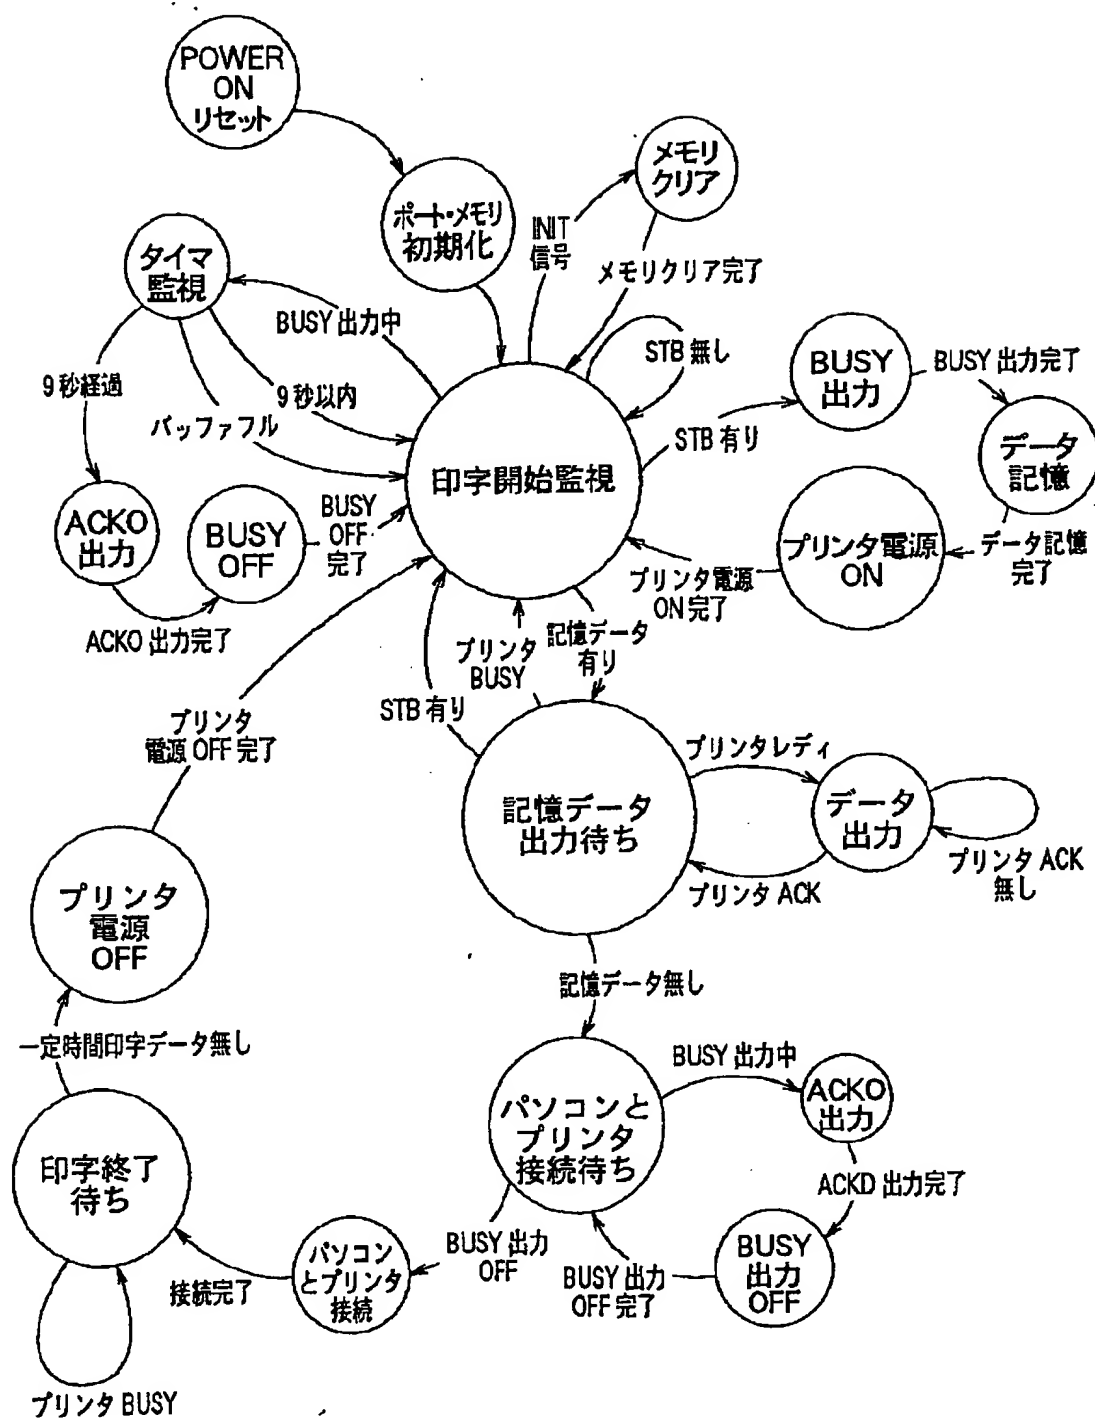 POWER
ON
リセット
メモリ
クリア
ポート・メモリ
初期化
INIT
信号
メモリクリア完了
タイマ
監視
BUSY 出力中
STB 無し
BUSY
出力
BUSY 出力完了
9秒経過
9秒以内
バッファフル
STB 有り
データ
記憶
印字開始監視
ACKO
出力
BUSY
OFF
BUSY
OFF
完了
プリンタ電源
ON
データ記憶
完了
プリンタ電源
ON 完了
ACKO 出力完了
プリンタ
BUSY
記憶データ
有り
STB 有り
プリンタ
電源 OFF 完了
プリンタレディ
記憶データ
出力待ち
データ
出力
プリンタ ACK
無し
プリンタ ACK
プリンタ
電源
OFF
記憶データ無し
一定時間印字データ無し
BUSY 出力中
ACKO
出力
パソコンと
プリンタ
接続待ち
ACKD 出力完了
印字終了
待ち
BUSY 出力
OFF
BUSY
出力
OFF
BUSY 出力
OFF 完了
パソコン
とプリンタ
接続
接続完了
プリンタ BUSY